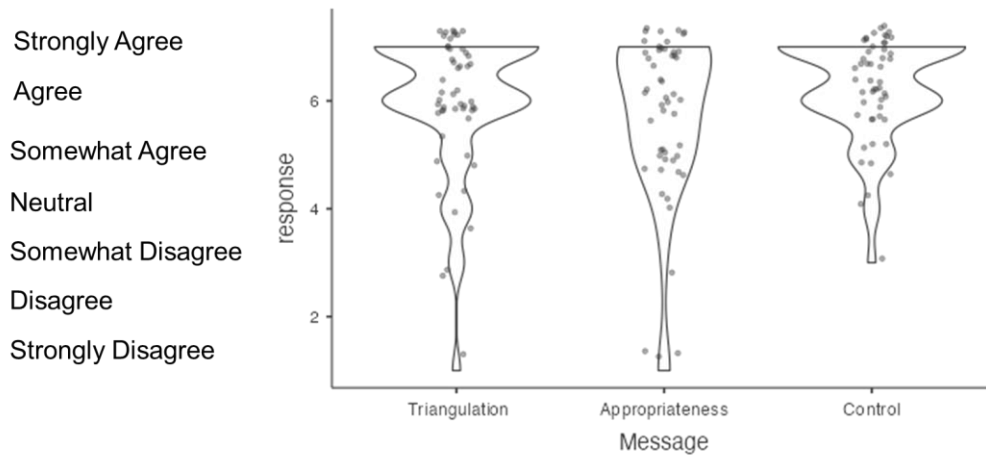 Strongly Agree
Agree
Somewhat Agree
Neutral
Somewhat Disagree
Disagree
Strongly Disagree
response
6
4
2
Triangulation
Appropriateness
Control
Message